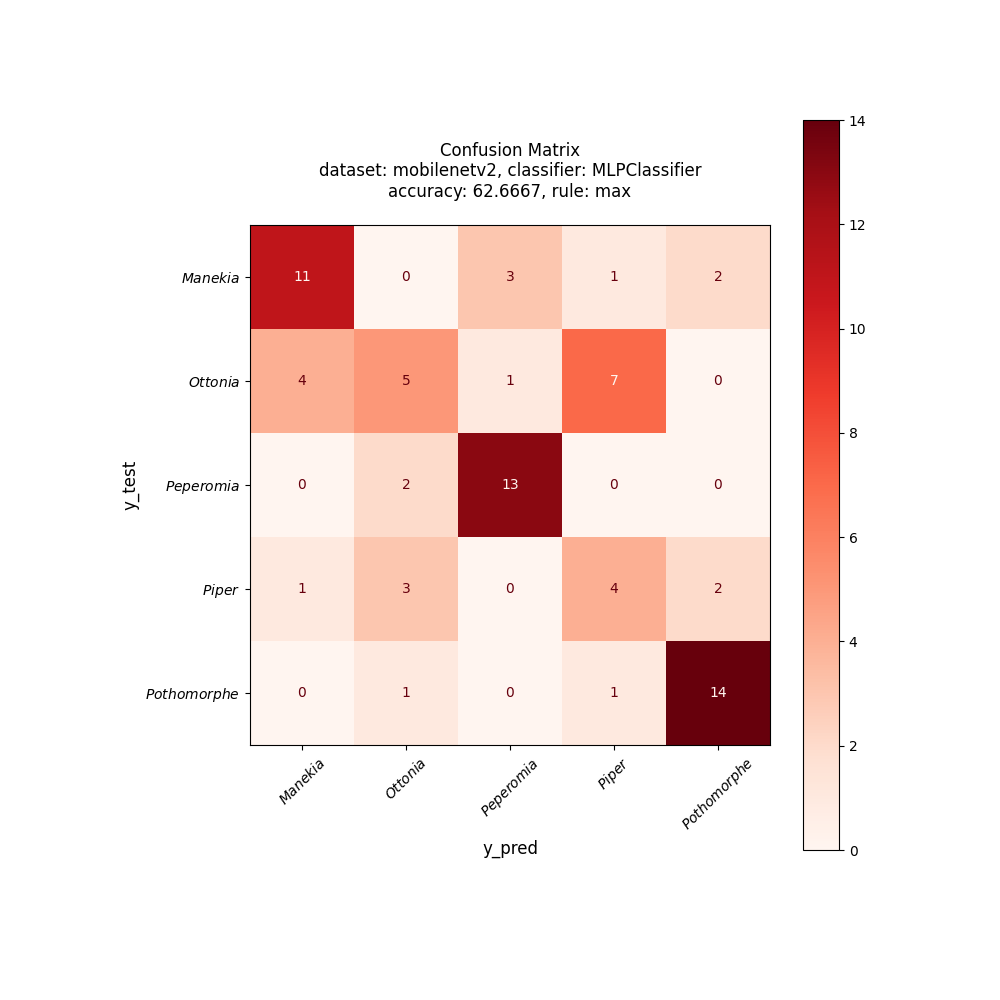 Confusion Matrix
dataset: mobilenetv2, classifier: MLPClassifier
accuracy: 62.6667, rule: max
Manekia 11 0 3 1 2
Ottonia 4 5 1 7 0
Peperomia 0 2 13 0 0
Piper 1 3 0 4 2
Pothomorphe 0 1 0 1 14
y_test
Manekia Ottonia Peperomia Piper Pothomorphe
y_pred
14
12
10
8
6
4
2
0